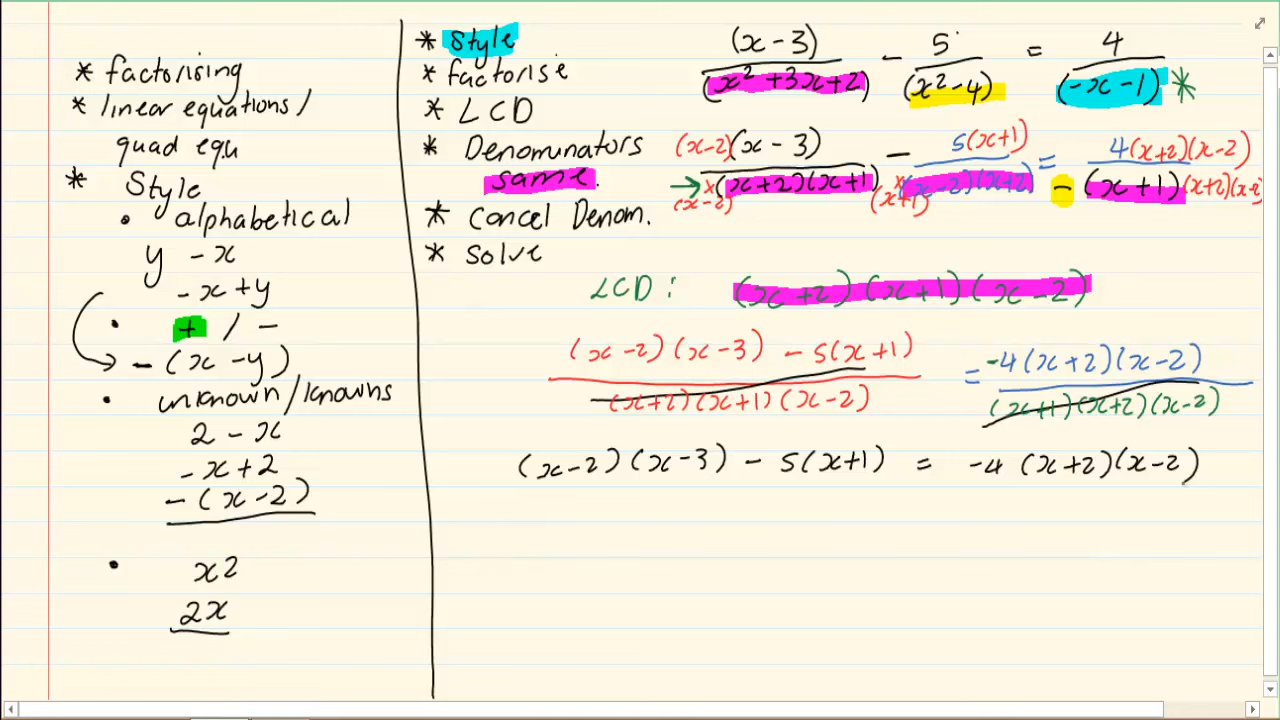 * factorising
* linear equations /
quad equ
* Style
• alphabetical
y - x
- x + y
• + / -
- (x - y)
• unknown/knowns
2 - x
- x + 2
- (x - 2)
• x2
2x
* Style
* factorise
* LCD
* Denominators
same.
* Cancel Denom.
* Solve
(x - 3)/(x² + 3x + 2) - 5/(x² - 4) = 4/(-x - 1) *
(x-2)(x - 3)/(x-2)×(x+2)(x+1) - 5(x+1)/(x+1)×(x-2)(x+2) = 4(x+2)(x-2)/-(x+1)(x+2)(x-2)
LCD : (x+2)(x+1)(x-2)
(x-2)(x-3) - 5(x+1)/(x+2)(x+1)(x-2) = -4(x+2)(x-2)/(x+1)(x+2)(x-2)
(x-2)(x-3) - 5(x+1) = -4 (x+2)(x-2)